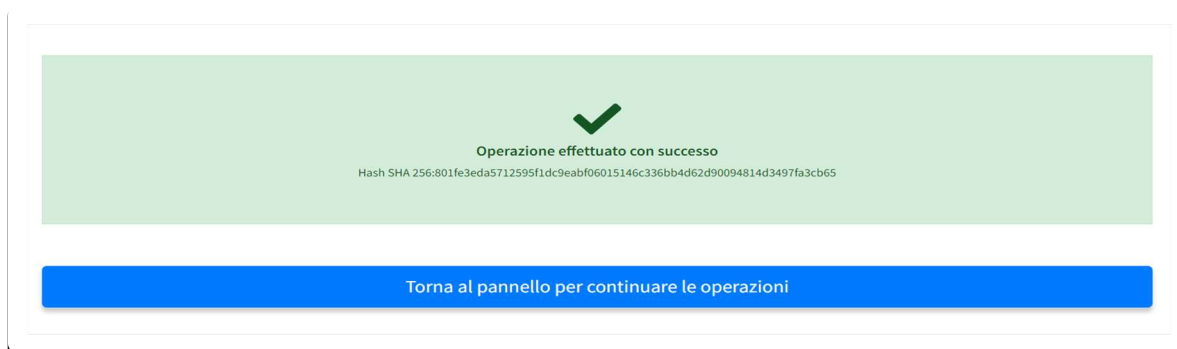 Operazione effettuato con successo
Hash SHA 256:801fe3eda5712595f1dc9eabf06015146c336bb4d62d90094814d3497fa3cb65
Torna al pannello per continuare le operazioni